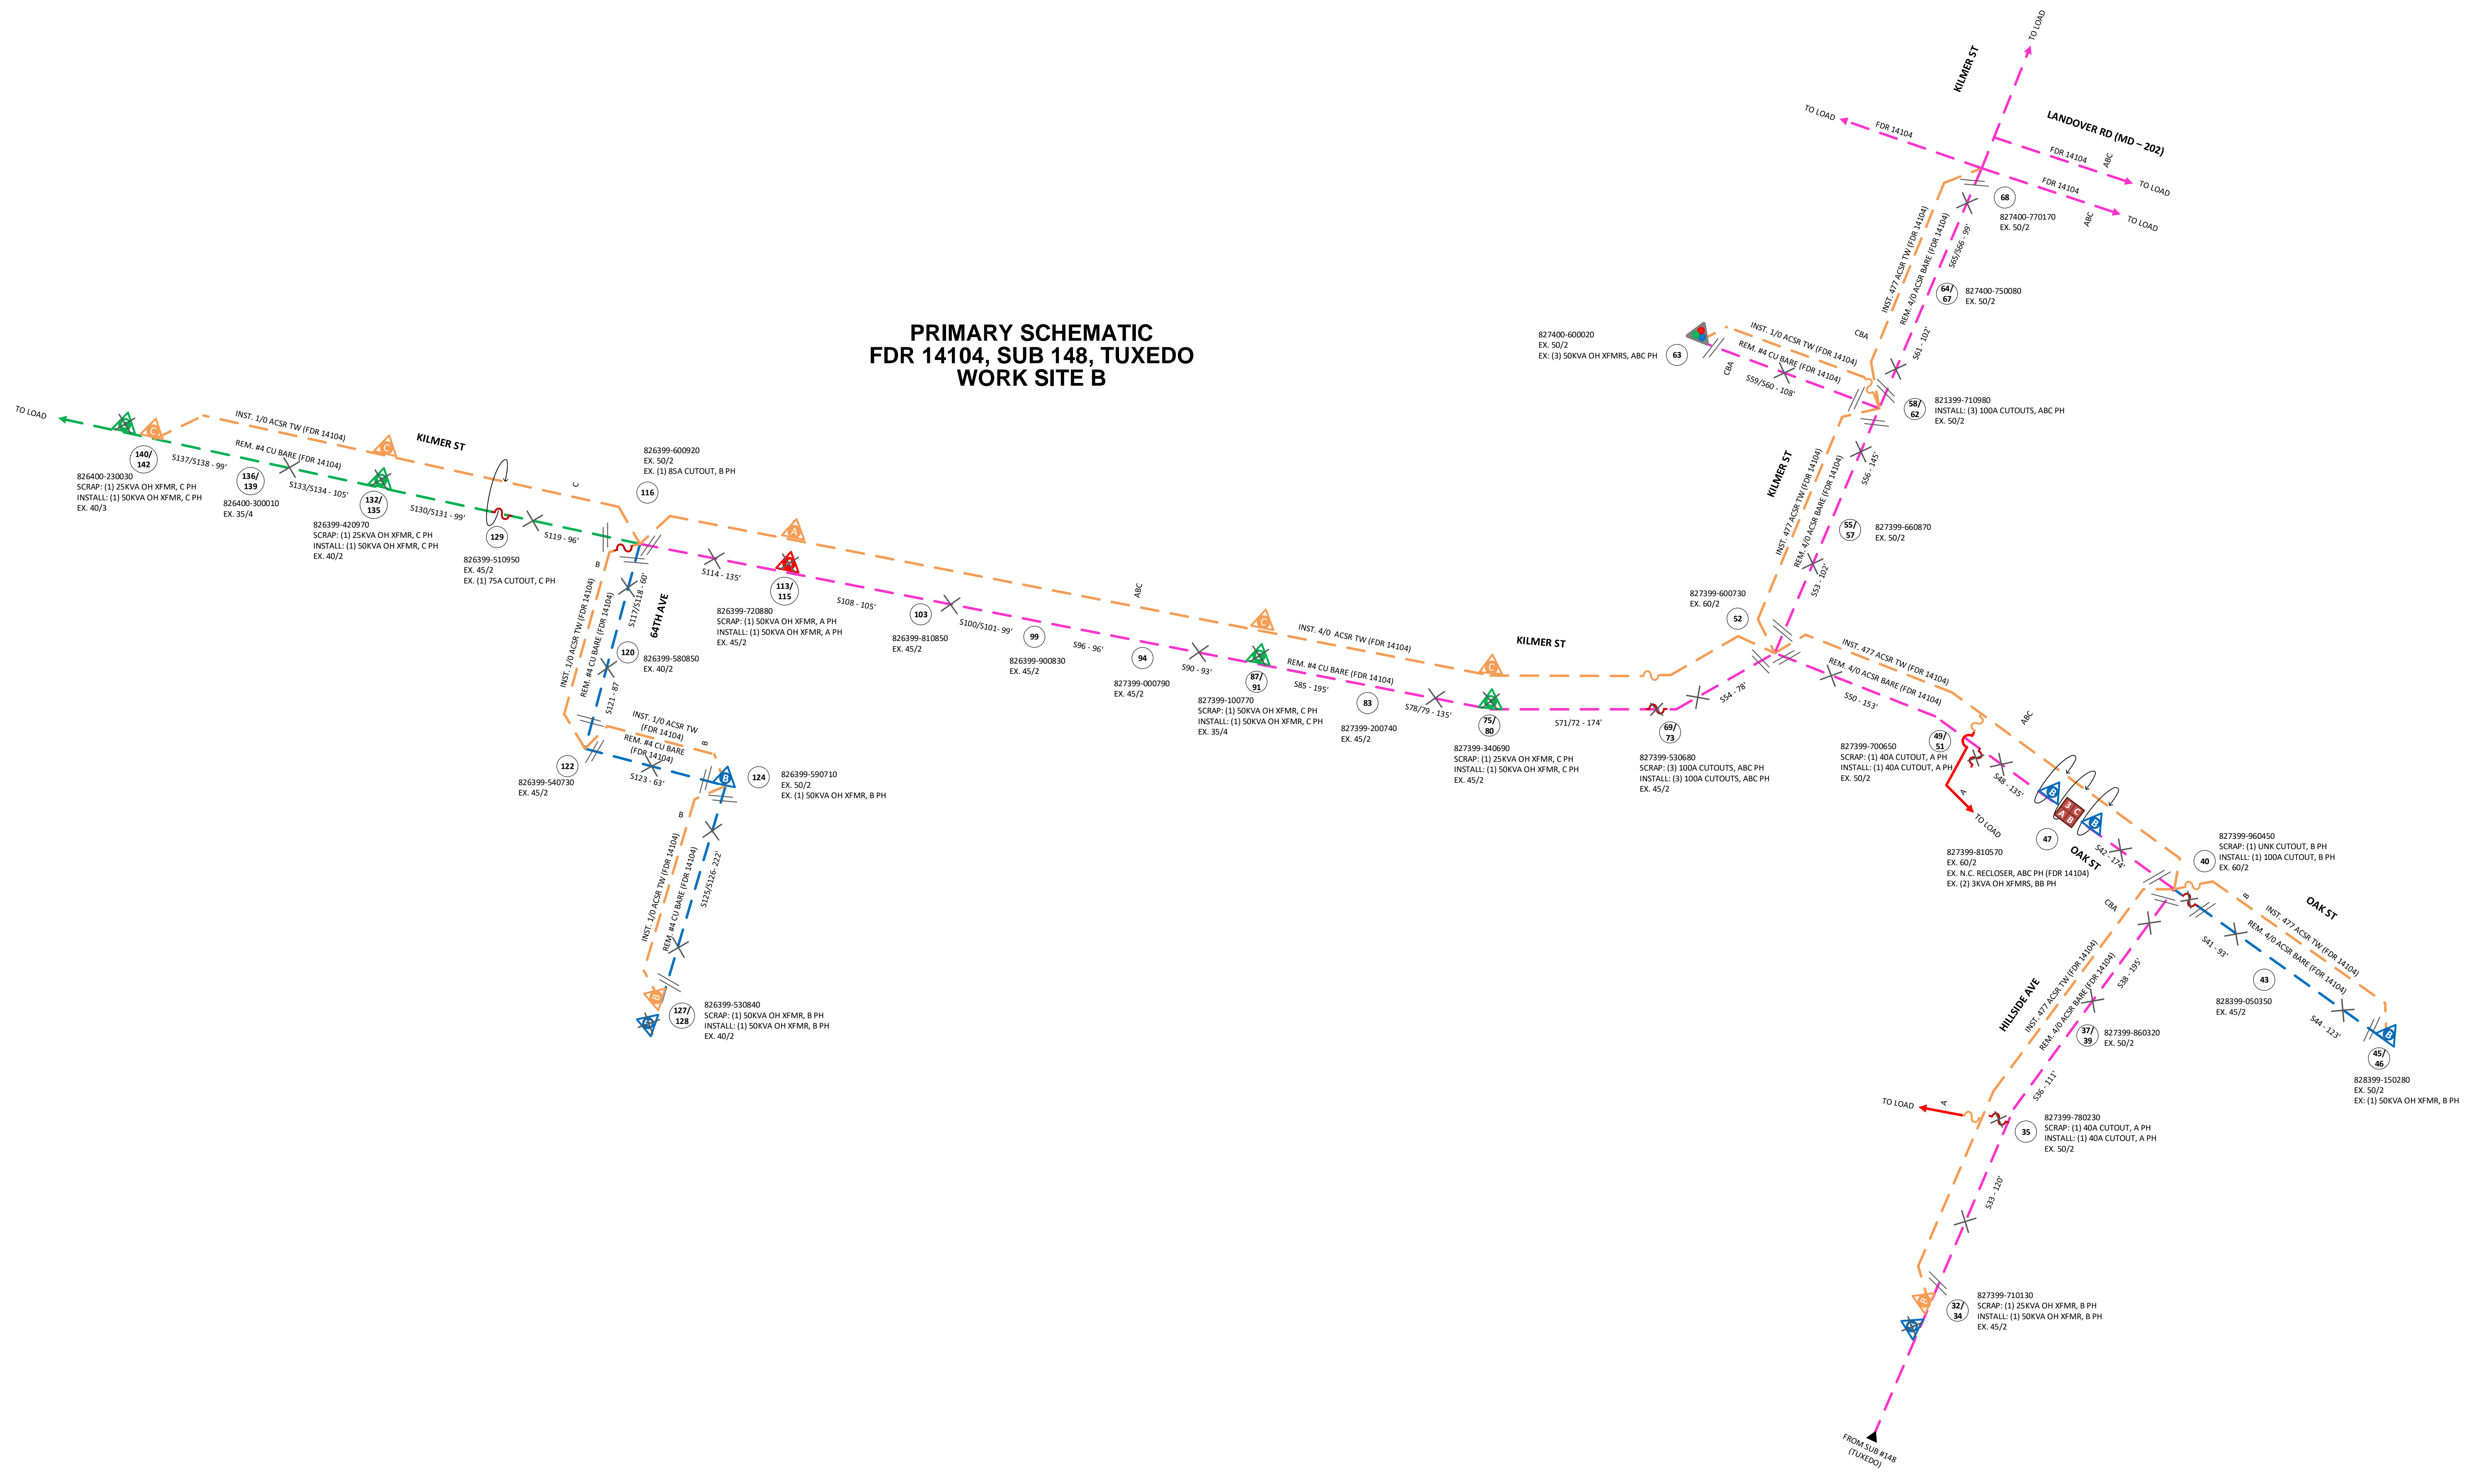 PRIMARY SCHEMATIC
FDR 14104, SUB 148, TUXEDO
WORK SITE B
TO LOAD
KILMER ST
LANDOVER RD (MD – 202)
TO LOAD
FDR 14104
FDR 14104
ABC
TO LOAD
FDR 14104
ABC
TO LOAD
68
827400-770170
EX. 50/2
INST. 477 ACSR TW (FDR 14104)
REM. 4/0 ACSR BARE (FDR 14104)
S65/S66 - 99'
64/
67
827400-750080
EX. 50/2
CBA
S61 - 102'
827400-600020
EX. 50/2
EX: (3) 50KVA OH XFMRS, ABC PH
63
INST. 1/0 ACSR TW (FDR 14104)
REM. #4 CU BARE (FDR 14104)
CBA
S59/S60 - 108'
58/
62
821399-710980
INSTALL: (3) 100A CUTOUTS, ABC PH
EX. 50/2
KILMER ST
INST. 477 ACSR TW (FDR 14104)
REM. 4/0 ACSR BARE (FDR 14104)
S56 - 145'
55/
57
827399-660870
EX. 50/2
S53 - 102'
827399-600730
EX. 60/2
52
TO LOAD
INST. 1/0 ACSR TW (FDR 14104)
REM. #4 CU BARE (FDR 14104)
KILMER ST
C
C
C
140/
142
S137/S138 - 99'
826400-230030
SCRAP: (1) 25KVA OH XFMR, C PH
INSTALL: (1) 50KVA OH XFMR, C PH
EX. 40/3
136/
139
826400-300010
EX. 35/4
S133/S134 - 105'
132/
135
826399-420970
SCRAP: (1) 25KVA OH XFMR, C PH
INSTALL: (1) 50KVA OH XFMR, C PH
EX. 40/2
S130/S131 - 99'
129
826399-510950
EX. 45/2
EX. (1) 75A CUTOUT, C PH
S119 - 96'
826399-600920
EX. 50/2
EX. (1) 85A CUTOUT, B PH
116
B
INST. 1/0 ACSR TW (FDR 14104)
REM. #4 CU BARE (FDR 14104)
S117/S118 - 60'
64TH AVE
120
826399-580850
EX. 40/2
S121 - 87
122
826399-540730
EX. 45/2
INST. 1/0 ACSR TW
(FDR 14104)
REM. #4 CU BARE
(FDR 14104)
B
S123 - 63'
B
124
826399-590710
EX. 50/2
EX. (1) 50KVA OH XFMR, B PH
B
INST. 1/0 ACSR TW (FDR 14104)
REM. #4 CU BARE (FDR 14104)
S125/S126- 222'
B
127/
128
826399-530840
SCRAP: (1) 50KVA OH XFMR, B PH
INSTALL: (1) 50KVA OH XFMR, B PH
EX. 40/2
S114 - 135'
A
113/
115
826399-720880
SCRAP: (1) 50KVA OH XFMR, A PH
INSTALL: (1) 50KVA OH XFMR, A PH
EX. 45/2
S108 - 105'
103
826399-810850
EX. 45/2
S100/S101- 99'
99
826399-900830
EX. 45/2
ABC
S96 - 96'
94
827399-000790
EX. 45/2
S90 - 93'
C
87/
91
827399-100770
SCRAP: (1) 50KVA OH XFMR, C PH
INSTALL: (1) 50KVA OH XFMR, C PH
EX. 35/4
INST. 4/0  ACSR TW (FDR 14104)
REM. #4 CU BARE (FDR 14104)
S85 - 195'
83
827399-200740
EX. 45/2
S78/79 - 135'
C
75/
80
827399-340690
SCRAP: (1) 25KVA OH XFMR, C PH
INSTALL: (1) 50KVA OH XFMR, C PH
EX. 45/2
KILMER ST
S71/72 - 174'
69/
73
827399-530680
SCRAP: (3) 100A CUTOUTS, ABC PH
INSTALL: (3) 100A CUTOUTS, ABC PH
EX. 45/2
S54 - 78'
INST. 477 ACSR TW (FDR 14104)
REM. 4/0 ACSR BARE (FDR 14104)
S50 - 153'
ABC
49/
51
827399-700650
SCRAP: (1) 40A CUTOUT, A PH
INSTALL: (1) 40A CUTOUT, A PH
EX. 50/2
A
TO LOAD
S48 - 135'
B
3 C
A B
B
47
827399-810570
EX. 60/2
EX. N.C. RECLOSER, ABC PH (FDR 14104)
EX. (2) 3KVA OH XFMRS, BB PH
OAK ST
S42 - 174'
40
827399-960450
SCRAP: (1) UNK CUTOUT, B PH
INSTALL: (1) 100A CUTOUT, B PH
EX. 60/2
B
OAK ST
INST. 477 ACSR TW (FDR 14104)
REM. 4/0 ACSR BARE (FDR 14104)
S41 - 93'
43
828399-050350
EX. 45/2
S44 - 123'
B
45/
46
828399-150280
EX. 50/2
EX: (1) 50KVA OH XFMR, B PH
CBA
HILLSIDE AVE
INST. 477 ACSR TW (FDR 14104)
REM. 4/0 ACSR BARE (FDR 14104)
S38 - 195'
37/
39
827399-860320
EX. 50/2
S36 - 111'
TO LOAD
A
35
827399-780230
SCRAP: (1) 40A CUTOUT, A PH
INSTALL: (1) 40A CUTOUT, A PH
EX. 50/2
S33 - 120'
B
32/
34
827399-710130
SCRAP: (1) 25KVA OH XFMR, B PH
INSTALL: (1) 50KVA OH XFMR, B PH
EX. 45/2
FROM SUB #148
(TUXEDO)